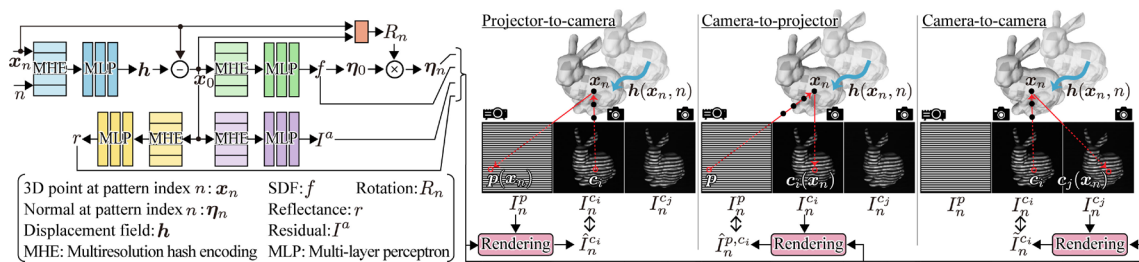 x_n
n
MHE
MLP
h
−
x_0
MHE
MLP
f
η_0
R_n
×
η_n
r
MLP
MHE
MHE
MLP
I^a
3D point at pattern index n: x_n
SDF: f
Rotation: R_n
Normal at pattern index n: η_n
Reflectance: r
Displacement field: h
Residual: I^a
MHE: Multiresolution hash encoding
MLP: Multi-layer perceptron
Projector-to-camera
x_n
h(x_n, n)
p(x_n)
c_i
I_n^p
I_n^{c_i}
I_n^{c_j}
Rendering
Î_n^{c_i}
Camera-to-projector
x_n
h(x_n, n)
p
c_i(x_n)
I_n^p
I_n^{c_i}
I_n^{c_j}
Î_n^{p,c_i}
Rendering
Camera-to-camera
x_n
h(x_n, n)
c_i
c_j(x_n)
I_n^p
I_n^{c_i}
I_n^{c_j}
Ĩ_n^{c_i}
Rendering